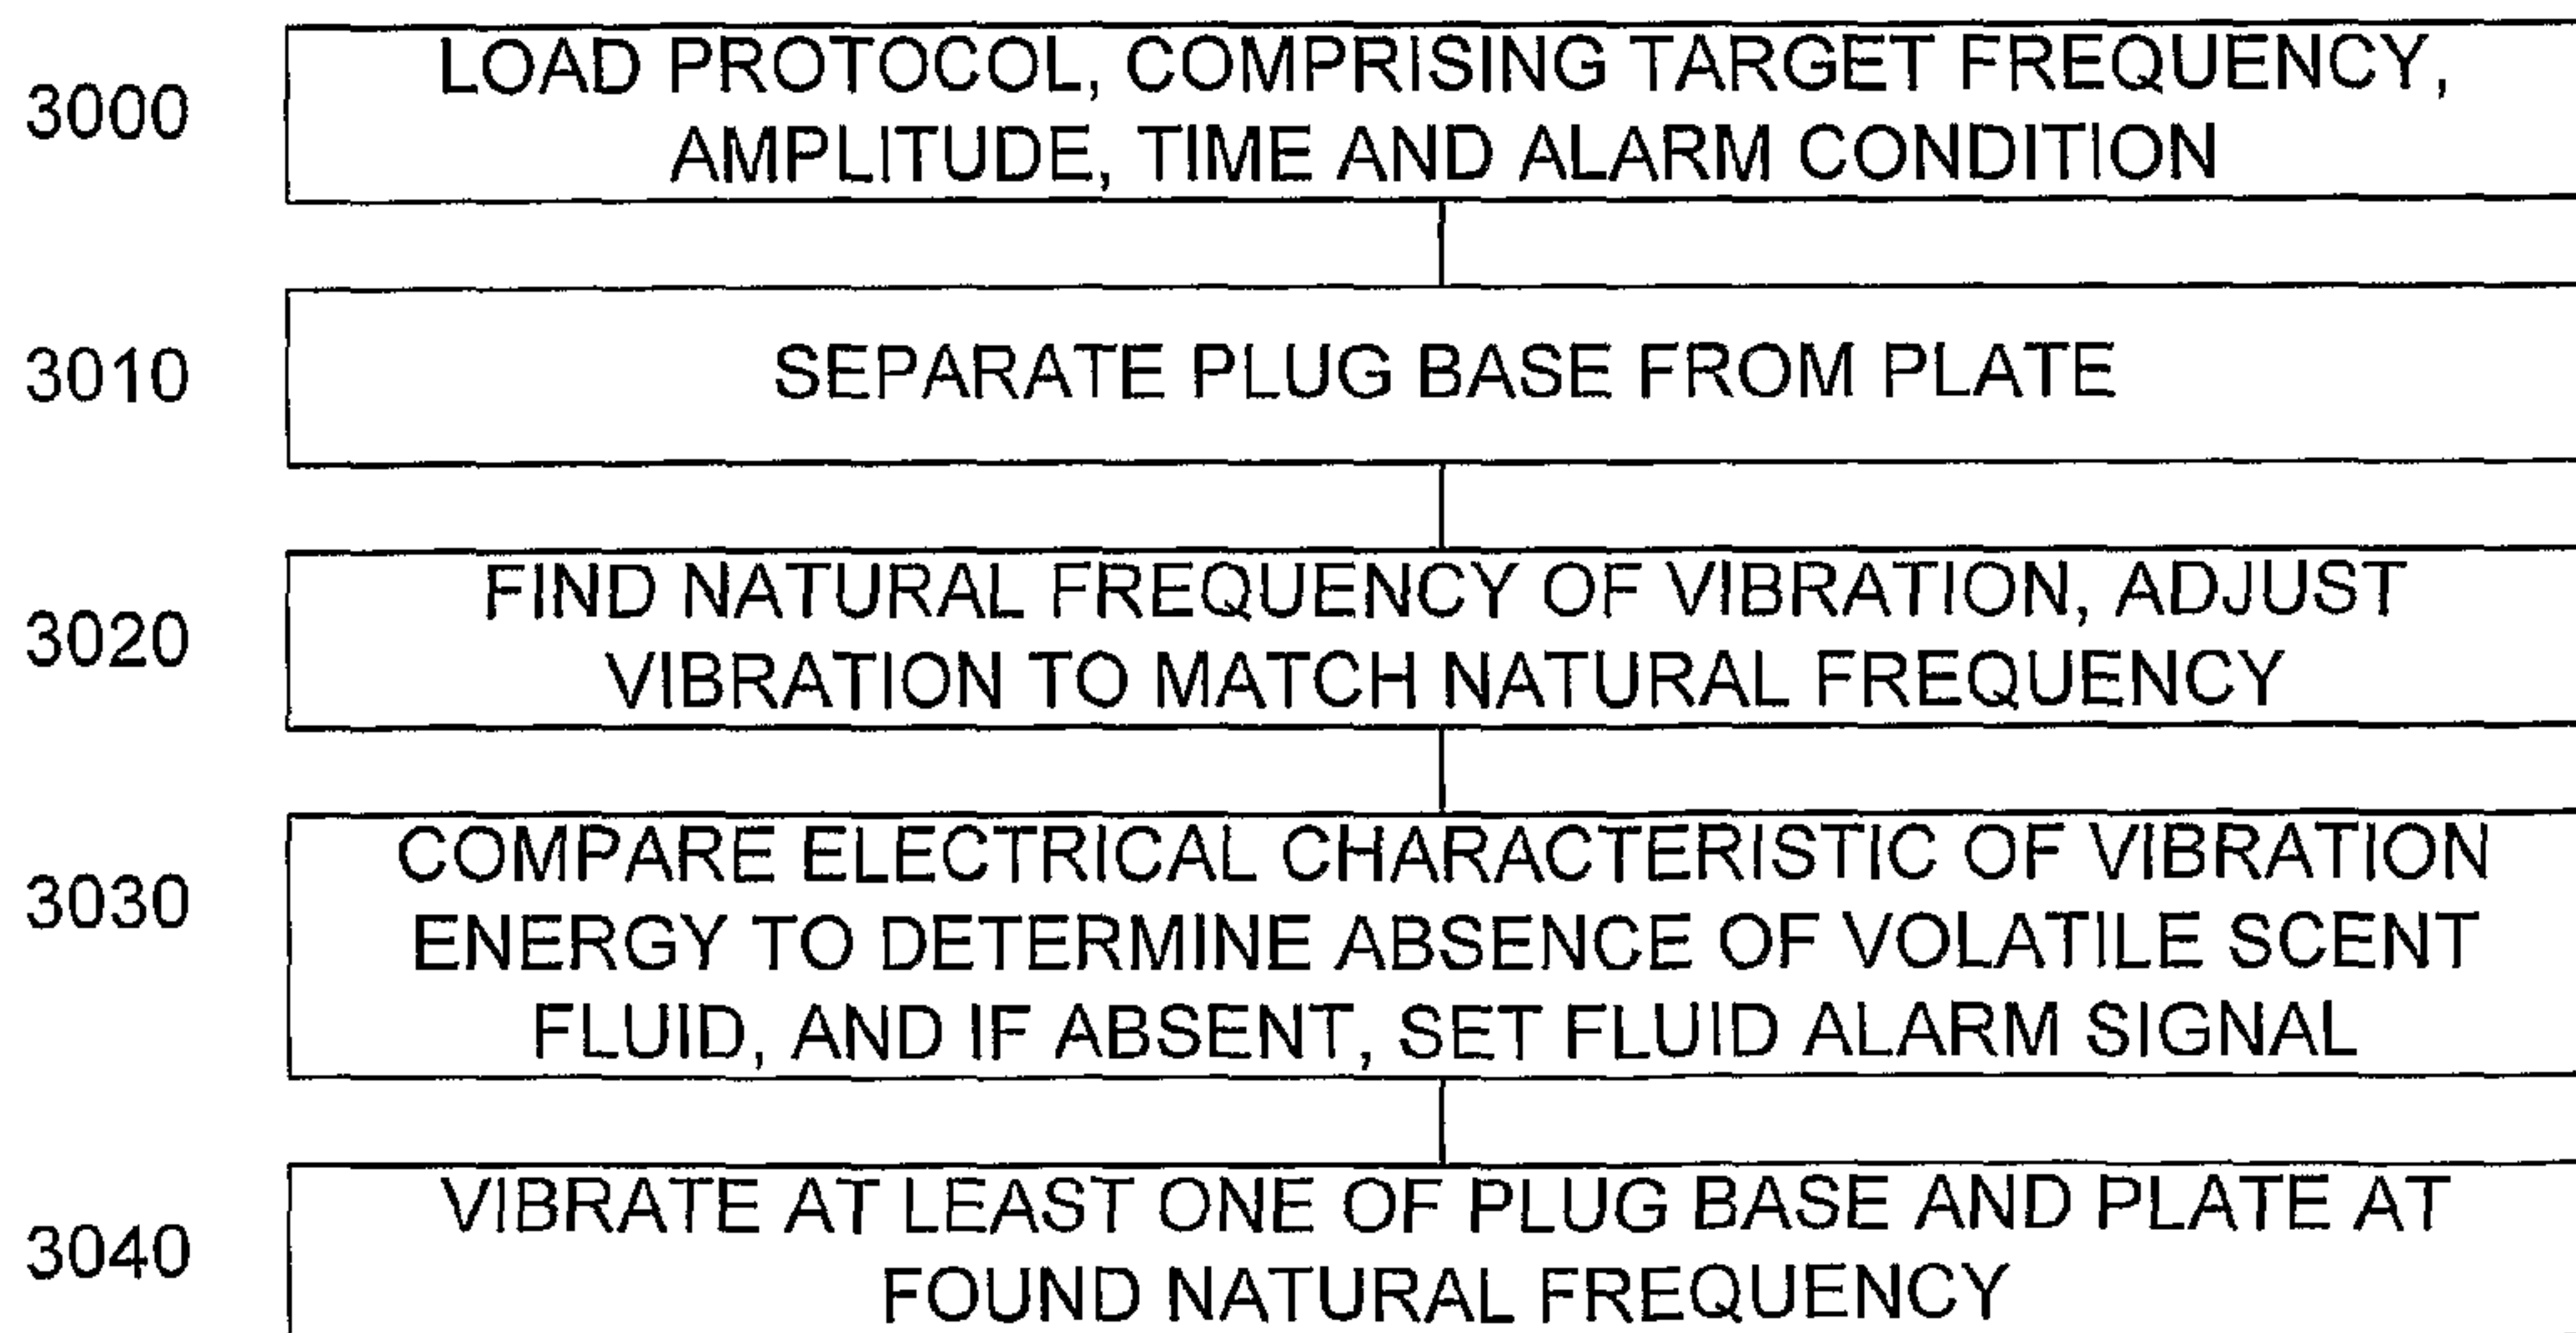 3000
LOAD PROTOCOL, COMPRISING TARGET FREQUENCY,
AMPLITUDE, TIME AND ALARM CONDITION
3010
SEPARATE PLUG BASE FROM PLATE
3020
FIND NATURAL FREQUENCY OF VIBRATION, ADJUST
VIBRATION TO MATCH NATURAL FREQUENCY
3030
COMPARE ELECTRICAL CHARACTERISTIC OF VIBRATION
ENERGY TO DETERMINE ABSENCE OF VOLATILE SCENT
FLUID, AND IF ABSENT, SET FLUID ALARM SIGNAL
3040
VIBRATE AT LEAST ONE OF PLUG BASE AND PLATE AT
FOUND NATURAL FREQUENCY